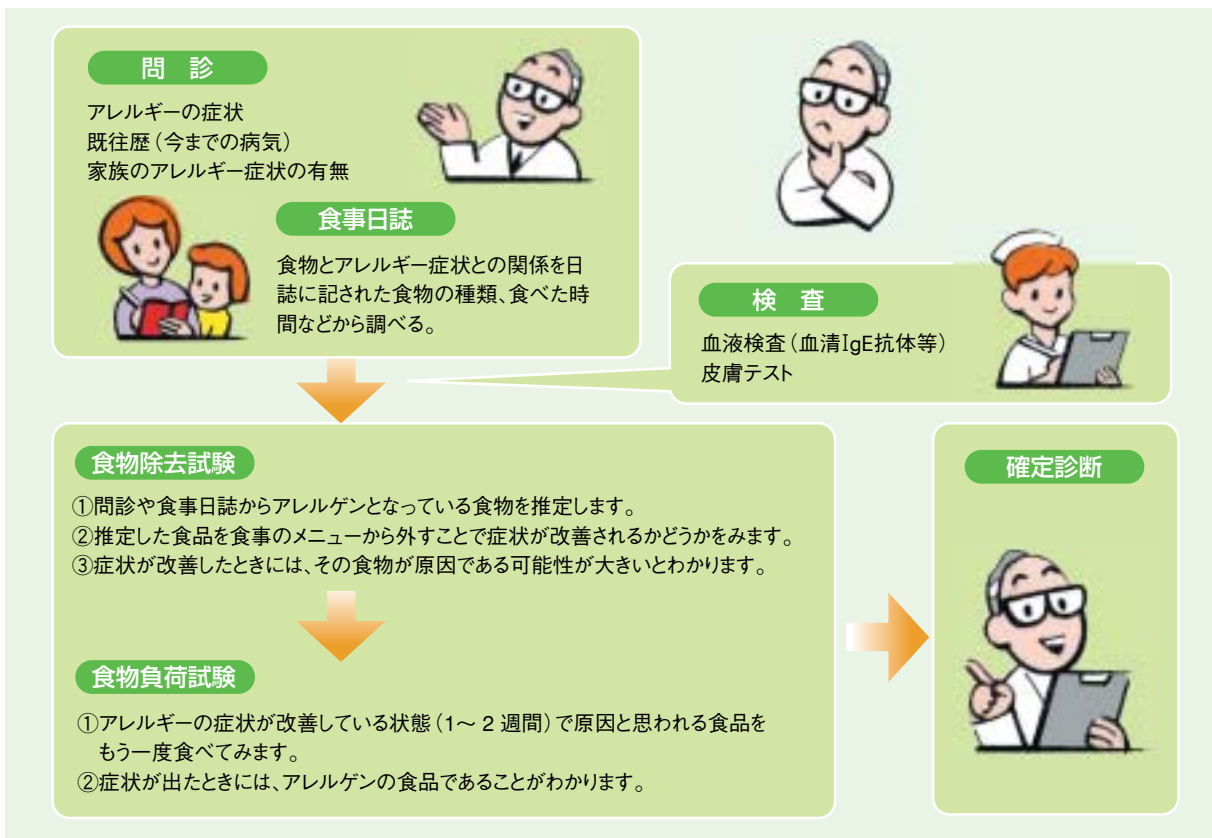 問 診
アレルギーの症状
既往歴（今までの病気）
家族のアレルギー症状の有無
食事日誌
食物とアレルギー症状との関係を日
誌に記された食物の種類、食べた時
間などから調べる。
検 査
血液検査（血清IgE抗体等）
皮膚テスト
食物除去試験
①問診や食事日誌からアレルゲンとなっている食物を推定します。
②推定した食品を食事のメニューから外すことで症状が改善されるかどうかをみます。
③症状が改善したときには、その食物が原因である可能性が大きいとわかります。
食物負荷試験
①アレルギーの症状が改善している状態（1～2週間）で原因と思われる食品を
もう一度食べてみます。
②症状が出たときには、アレルゲンの食品であることがわかります。
確定診断